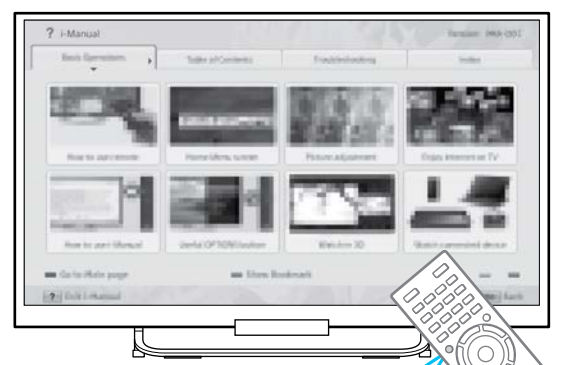 ? i-Manual
Basic Operations Table of Contents Troubleshooting Index
How to use remote Home Menu screen Picture adjustment Enjoy Internet on TV
How to use i-Manual Useful OPTIONS button Watch in 3D Watch connected device
Go to Main page Show Bookmark
? Exit i-Manual Back